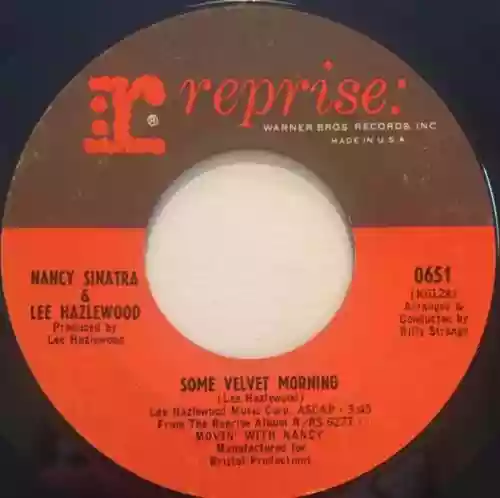 r® reprise:
WARNER BROS. RECORDS, INC.
MADE IN U.S.A.
NANCY SINATRA
&
LEE HAZLEWOOD
Produced by
Lee Hazlewood
0651
Arranged &
Conducted by
Billy Strange
SOME VELVET MORNING
(Lee Hazlewood)
Lee Hazlewood Music Corp. ASCAP - 3:
From The Reprise Album R/RS 6277
MOVIN' WITH NANCY
Manufactured for
Bristol Productions